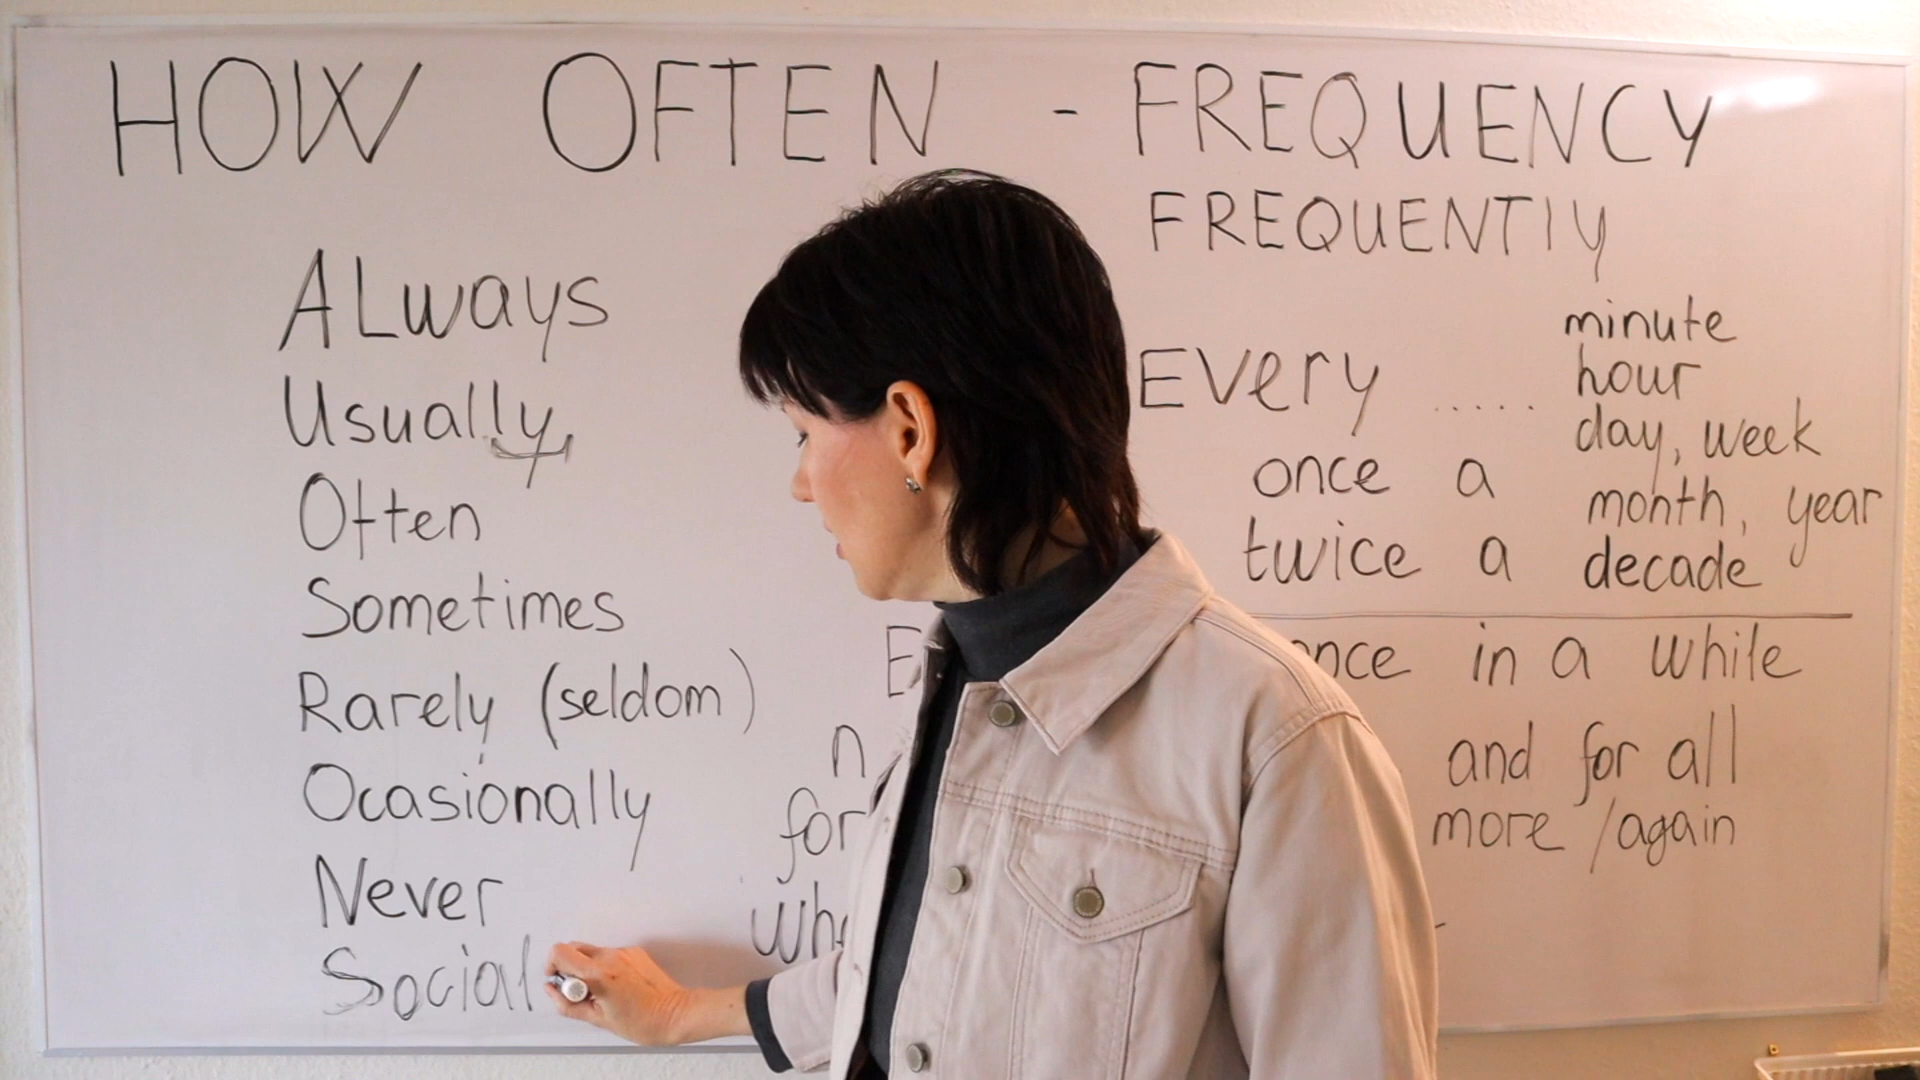 HOW OFTEN - FREQUENCY
FREQUENTLY
ALways
Usually
Often
Sometimes
Rarely (seldom)
Ocasionally
Never
Social
EVery ..... minute
hour
day, week
once a month, year
twice a decade
once in a while
and for all
for more / again